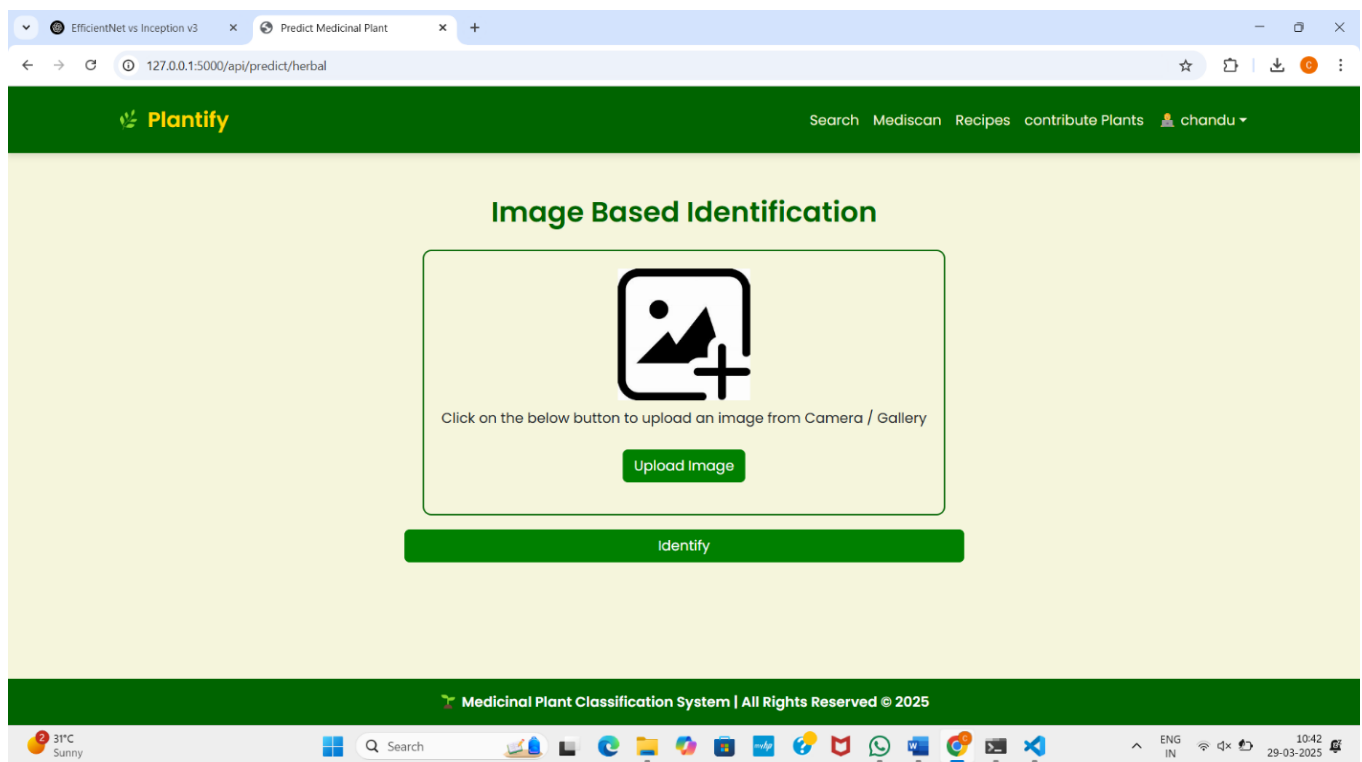 EfficientNet vs Inception v3
Predict Medicinal Plant
127.0.0.1:5000/api/predict/herbal
C
Plantify
Search Mediscan Recipes contribute Plants chandu
Image Based Identification
Click on the below button to upload an image from Camera / Gallery
Upload Image
Identify
Medicinal Plant Classification System | All Rights Reserved © 2025
2
31°C
Sunny
Search
myhp
ENG
IN
10:42
29-03-2025